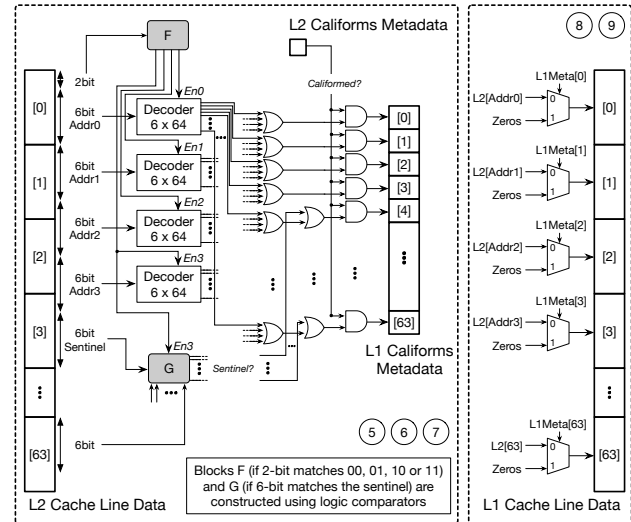 F
2bit
L2 Califorms Metadata
Califormed?
[0]
[1]
[2]
[3]
[63]
L2 Cache Line Data
6bit
Addr0
6bit
Addr1
6bit
Addr2
6bit
Addr3
6bit
Sentinel
6bit
En0
Decoder
6 x 64
En1
Decoder
6 x 64
En2
Decoder
6 x 64
En3
Decoder
6 x 64
En3
G
Sentinel?
[0]
[1]
[2]
[3]
[4]
[63]
L1 Califorms
Metadata
5 6 7
Blocks F (if 2-bit matches 00, 01, 10 or 11)
and G (if 6-bit matches the sentinel) are
constructed using logic comparators
8 9
L1Meta[0]
L2[Addr0]
0
Zeros
1
[0]
L1Meta[1]
L2[Addr1]
0
Zeros
1
[1]
L1Meta[2]
L2[Addr2]
0
Zeros
1
[2]
L1Meta[3]
L2[Addr3]
0
Zeros
1
[3]
L1Meta[63]
L2[63]
0
Zeros
1
[63]
L1 Cache Line Data